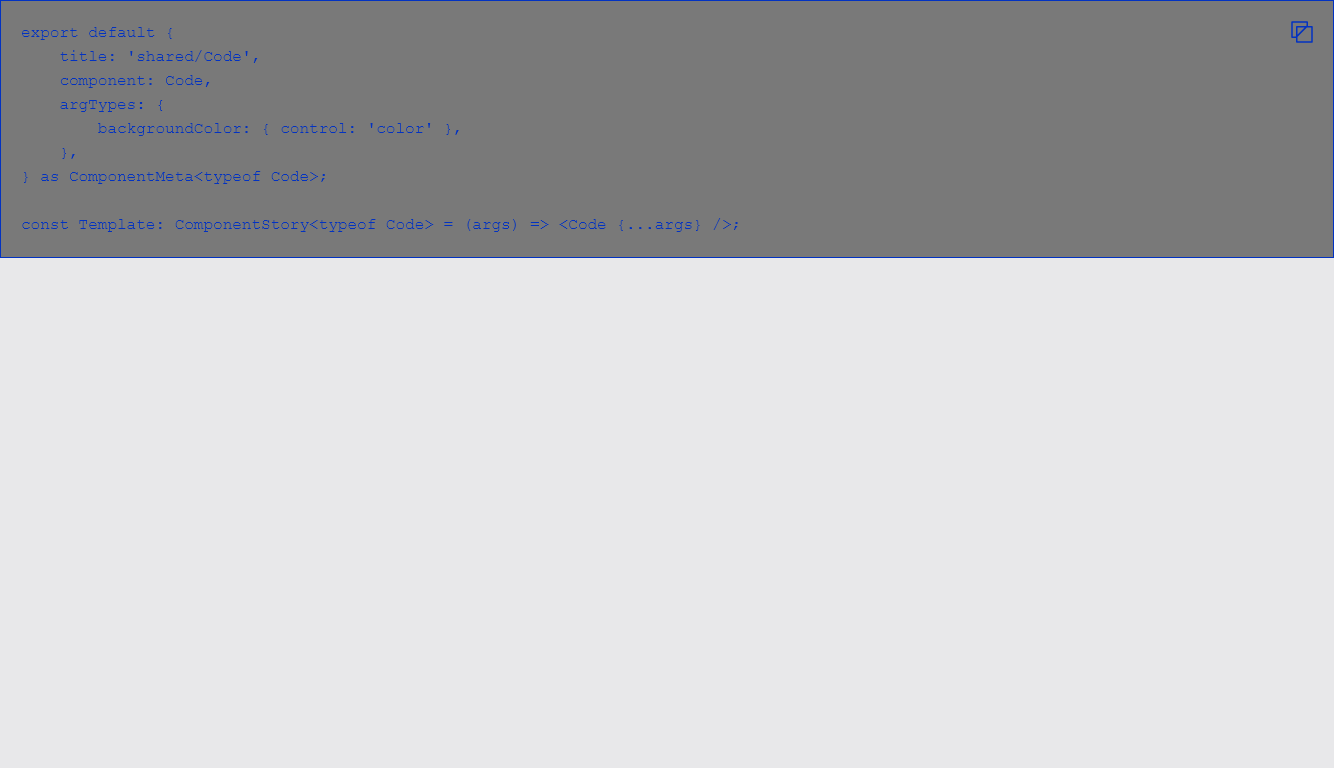 export default {
    title: 'shared/Code',
    component: Code,
    argTypes: {
        backgroundColor: { control: 'color' },
    },
} as ComponentMeta<typeof Code>;

const Template: ComponentStory<typeof Code> = (args) => <Code {...args} />;